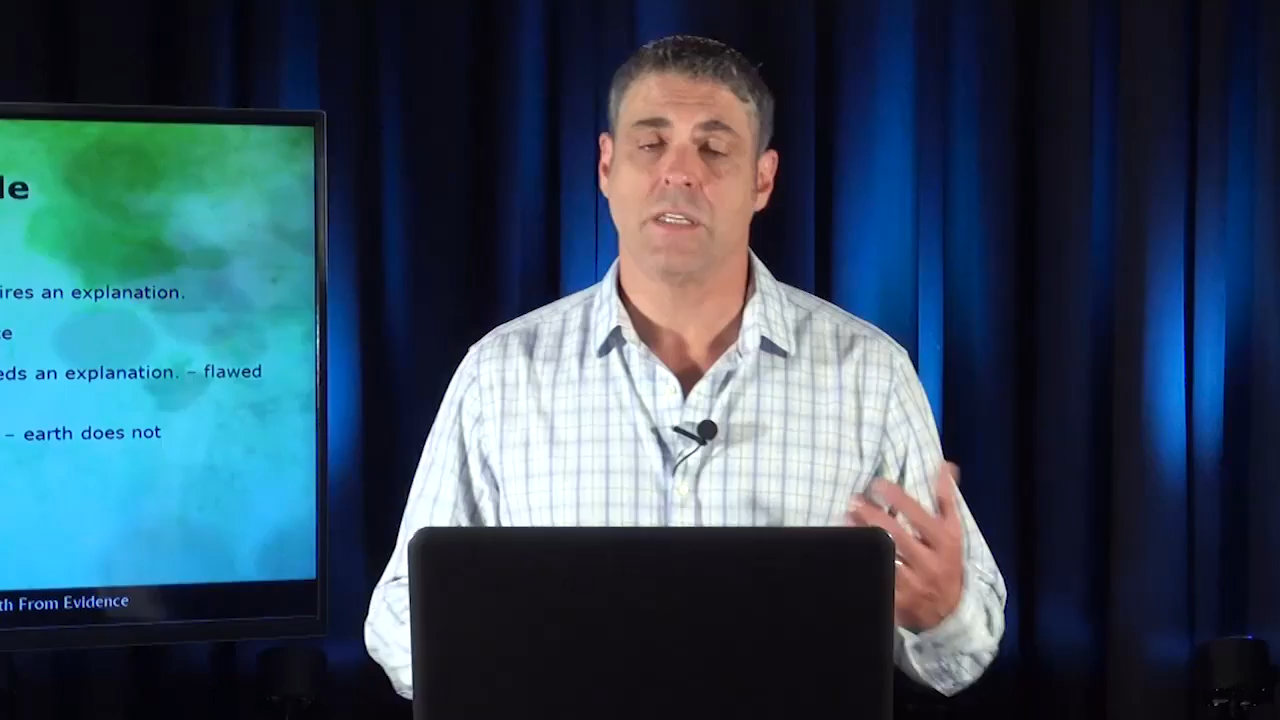 le
ires an explanation.
e
eds an explanation. – flawed
– earth does not
th From Evidence